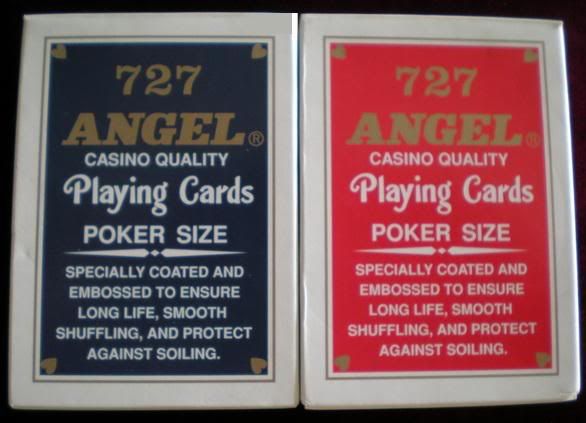 727
ANGEL®
CASINO QUALITY
Playing Cards
POKER SIZE
SPECIALLY COATED AND
EMBOSSED TO ENSURE
LONG LIFE, SMOOTH
SHUFFLING, AND PROTECT
AGAINST SOILING.
727
ANGEL®
CASINO QUALITY
Playing Cards
POKER SIZE
SPECIALLY COATED AND
EMBOSSED TO ENSURE
LONG LIFE, SMOOTH
SHUFFLING, AND PROTECT
AGAINST SOILING.